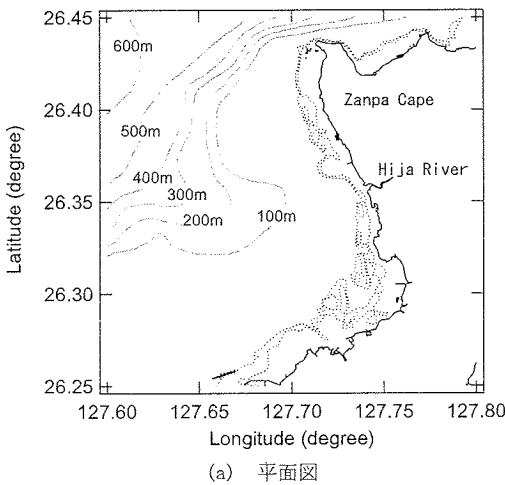 26.45
600m
Zanpa Cape
26.40
500m
Hija River
400m
300m
26.35
200m
100m
Latitude (degree)
26.30
26.25
127.60
127.65
127.70
127.75
127.80
Longitude (degree)
(a) 平面図